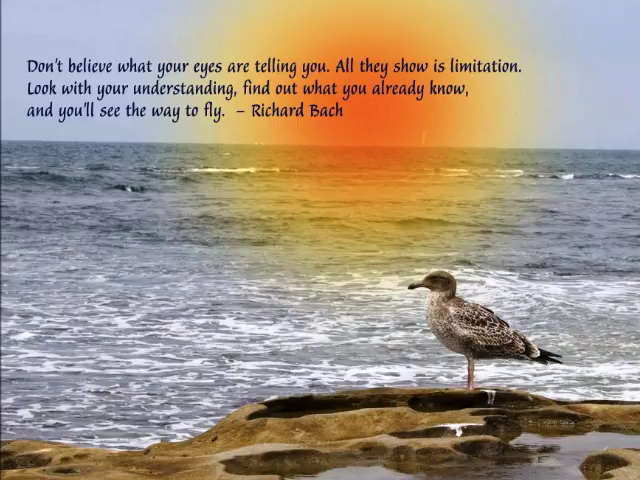 Don't believe what your eyes are telling you. All they show is limitation.
Look with your understanding, find out what you already know,
and you'll see the way to fly. – Richard Bach